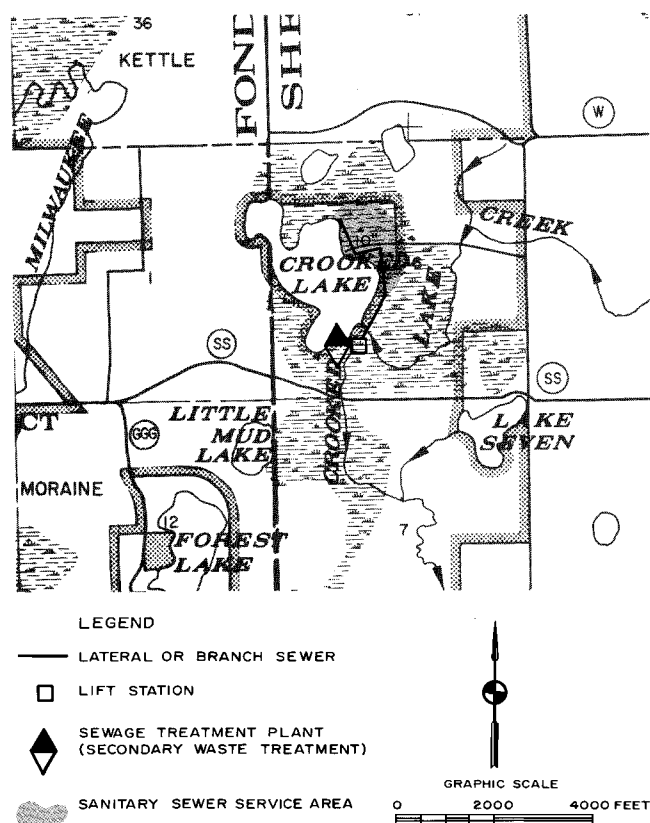 36
KETTLE
FOND
SHE
MILWAUKEE
W
CREEK
CROOKED
LAKE
6
LAKE
1
SS
SS
CROOKED
CT
GGG
LITTLE
MUD
LAKE
LAKE
SEVEN
MORAINE
12
FOREST
LAKE
7
LEGEND
LATERAL OR BRANCH SEWER
LIFT STATION
SEWAGE TREATMENT PLANT
(SECONDARY WASTE TREATMENT)
SANITARY SEWER SERVICE AREA
GRAPHIC SCALE
0 2000 4000 FEET